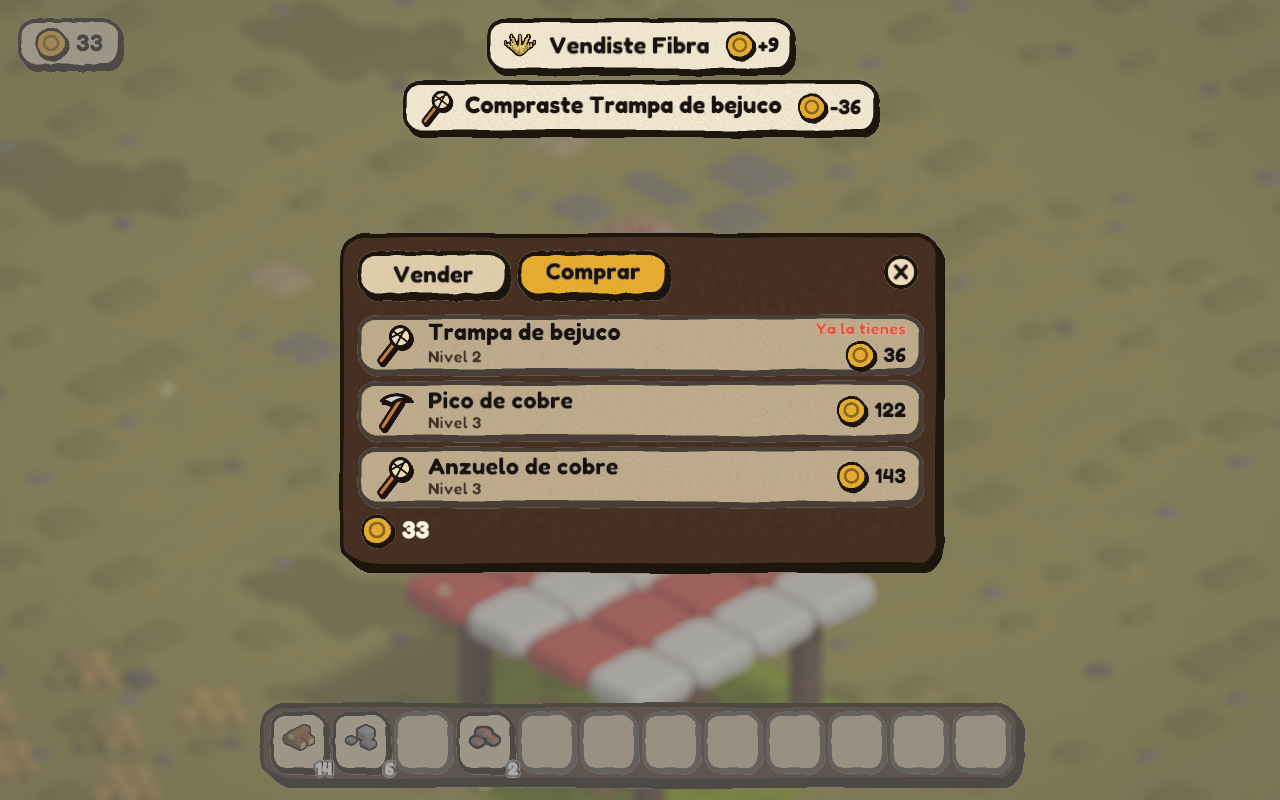 33
Vendiste Fibra +9
Compraste Trampa de bejuco -36
Vender
Comprar
Trampa de bejuco
Nivel 2
Ya la tienes
36
Pico de cobre
Nivel 3
122
Anzuelo de cobre
Nivel 3
143
33
14
6
2